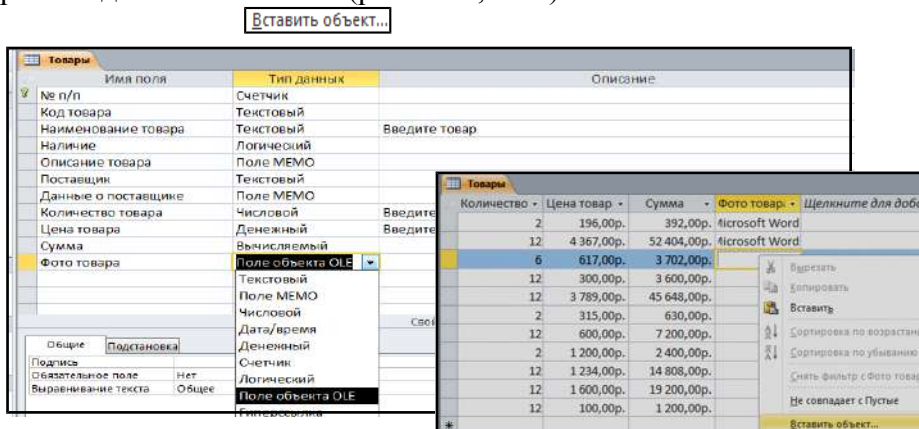 Вставить объект...
Товары
Имя поля Тип данных Описание
№ п/п Счетчик
Код товара Текстовый
Наименование товара Текстовый Введите товар
Наличие Логический
Описание товара Поле МЕМО
Поставщик Текстовый
Данные о поставщике Поле МЕМО
Количество товара Числовой Введите
Цена товара Денежный Введите
Сумма Вычисляемый
Фото товара Поле объекта OLE
Текстовый
Поле МЕМО
Числовой
Дата/время
Денежный
Счетчик
Логический
Поле объекта OLE
Гиперссылка
Общие Подстановка
Подпись
Обязательное поле Нет
Выравнивание текста Общее
Товары
Количество Цена товар Сумма Фото товар Щелкните для доб
2 196,00р. 392,00р. Microsoft Word
12 4 367,00р. 52 404,00р. Microsoft Word
6 617,00р. 3 702,00р.
12 300,00р. 3 600,00р.
12 3 789,00р. 45 648,00р.
2 315,00р. 630,00р.
12 600,00р. 7 200,00р.
2 1 200,00р. 2 400,00р.
12 1 234,00р. 14 808,00р.
12 1 600,00р. 19 200,00р.
12 100,00р. 1 200,00р.
Вырезать
Копировать
Вставить
Сортировка по возрастан
Сортировка по убыванию
Снять фильтр с Фото товар
Не совпадает с Пустые
Вставить объект...